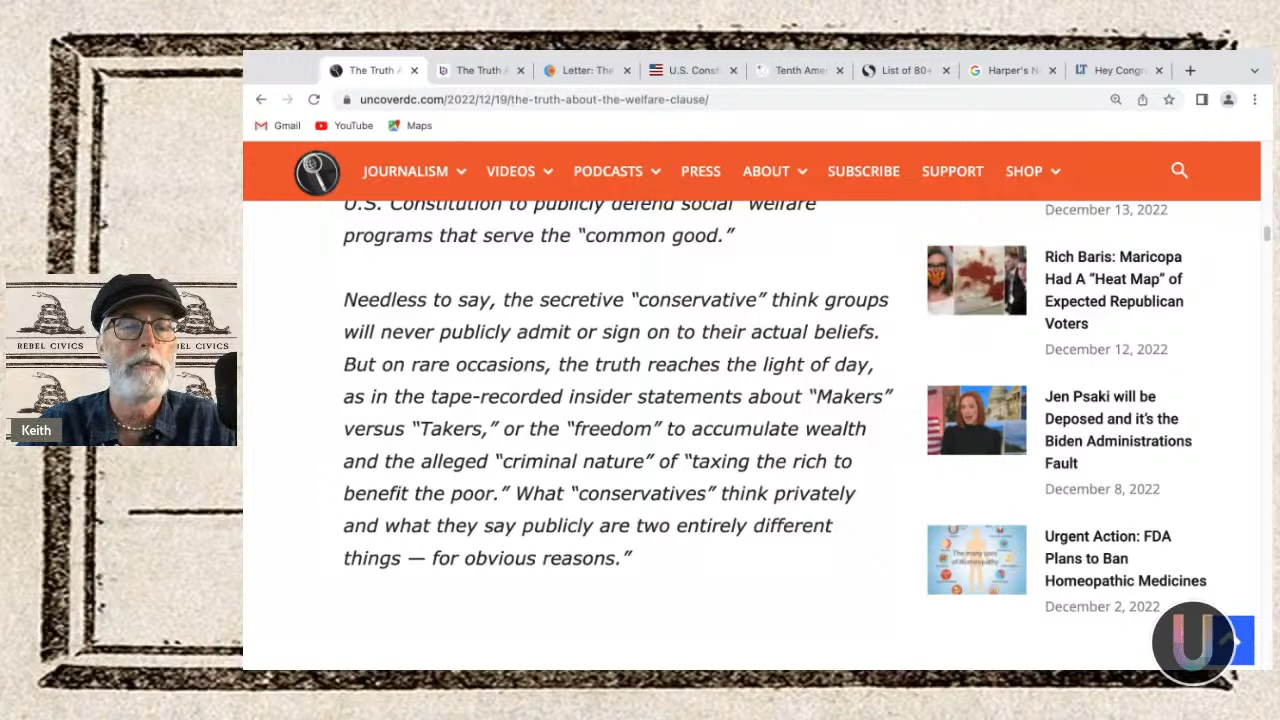 The Truth A
The Truth A
Letter: The
U.S. Const
Tenth Ame
List of 80+
Harper's N
Hey Congr
uncoverdc.com/2022/12/19/the-truth-about-the-welfare-clause/
Gmail
YouTube
Maps
JOURNALISM
VIDEOS
PODCASTS
PRESS
ABOUT
SUBSCRIBE
SUPPORT
SHOP
U.S. Constitution to publicly defend social "welfare
programs that serve the “common good.”
Needless to say, the secretive “conservative” think groups
will never publicly admit or sign on to their actual beliefs.
But on rare occasions, the truth reaches the light of day,
as in the tape-recorded insider statements about “Makers”
versus “Takers,” or the “freedom” to accumulate wealth
and the alleged “criminal nature” of “taxing the rich to
benefit the poor.” What “conservatives” think privately
and what they say publicly are two entirely different
things — for obvious reasons.”
December 13, 2022
Rich Baris: Maricopa
Had A “Heat Map” of
Expected Republican
Voters
December 12, 2022
Jen Psaki will be
Deposed and it’s the
Biden Administrations
Fault
December 8, 2022
The many uses
of Homeopathy
Urgent Action: FDA
Plans to Ban
Homeopathic Medicines
December 2, 2022
U
REBEL CIVICS
EL CIVICS
Keith